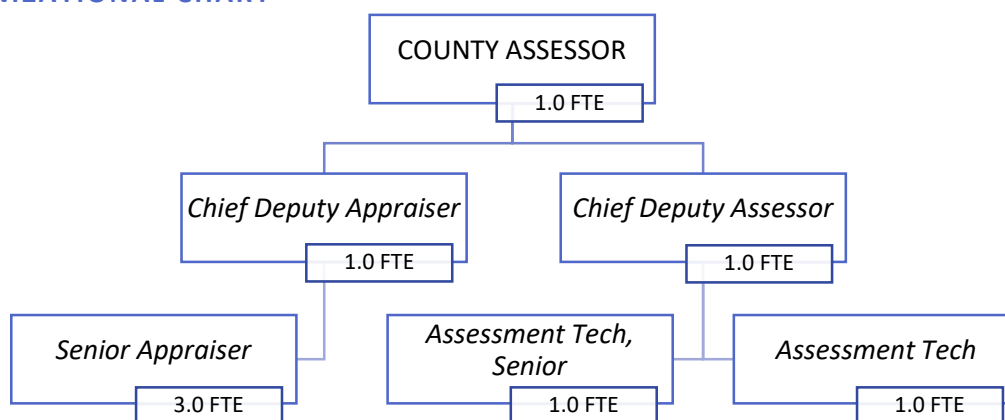 COUNTY ASSESSOR
1.0 FTE
Chief Deputy Appraiser
1.0 FTE
Chief Deputy Assessor
1.0 FTE
Senior Appraiser
3.0 FTE
Assessment Tech,
Senior
1.0 FTE
Assessment Tech
1.0 FTE